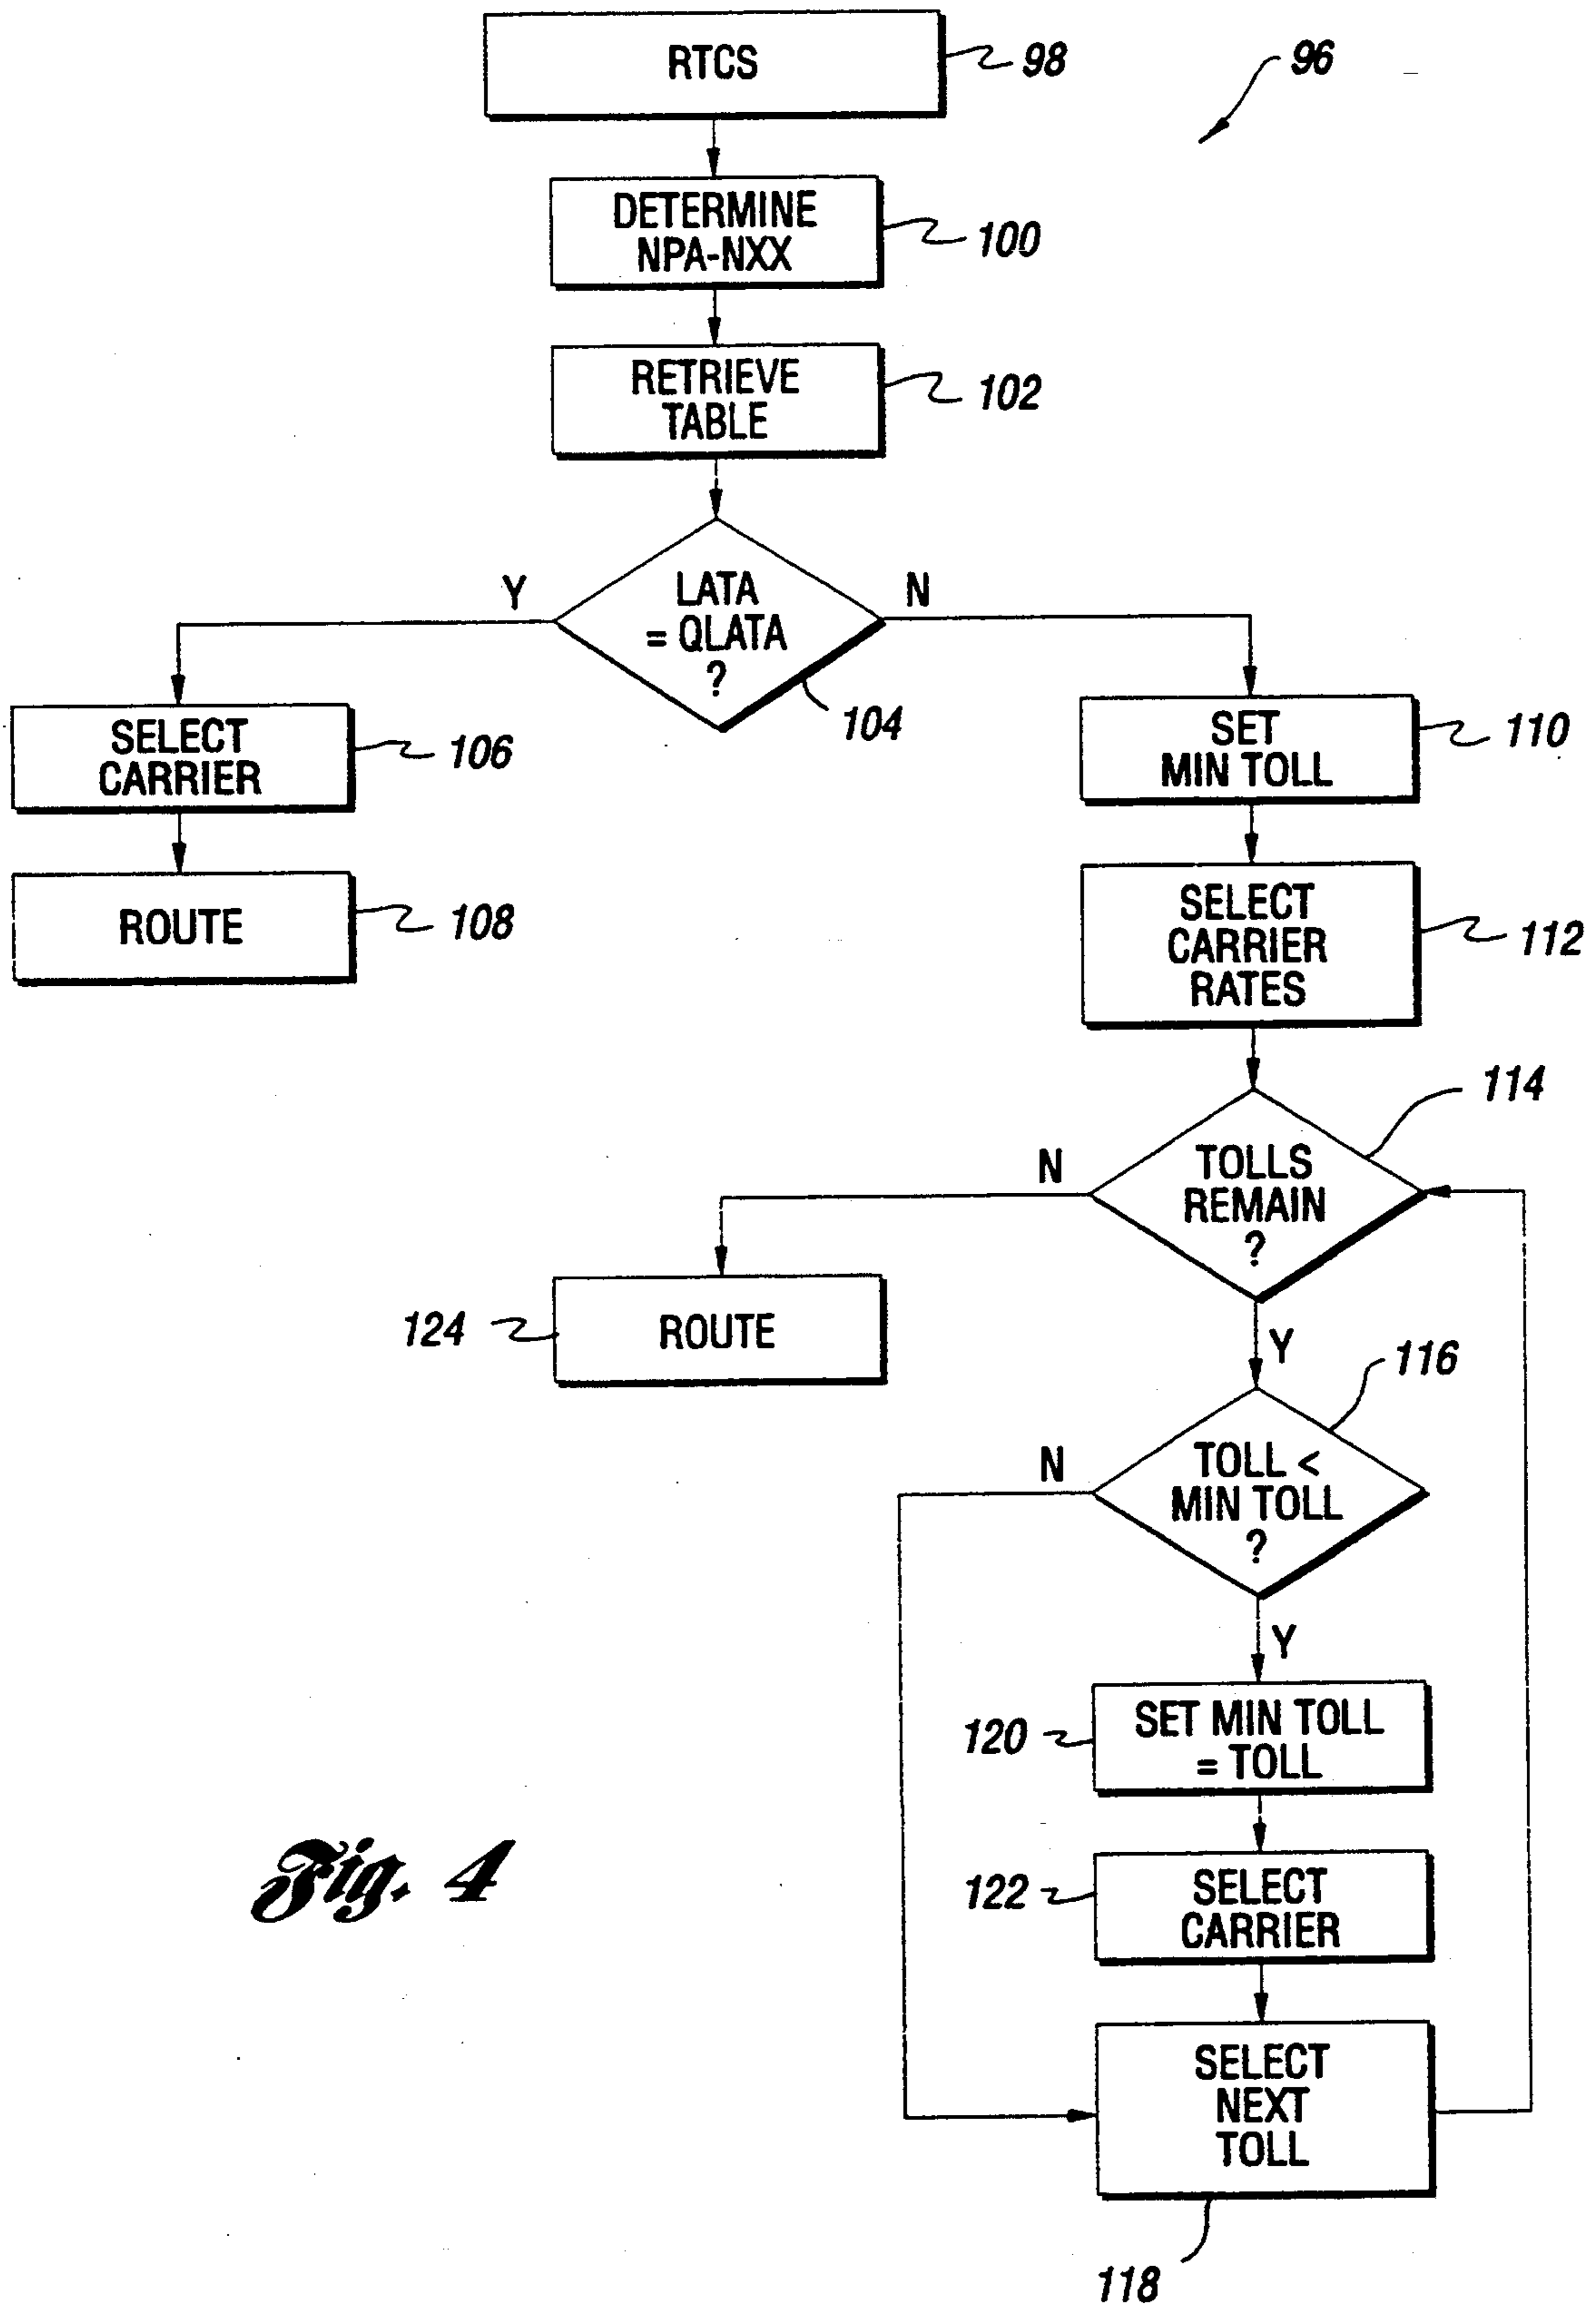 RTCS
98
96
DETERMINE
NPA-NXX
100
RETRIEVE
TABLE
102
LATA
= QLATA
?
Y
N
104
SELECT
CARRIER
106
SET
MIN TOLL
110
ROUTE
108
SELECT
CARRIER
RATES
112
114
TOLLS
REMAIN
?
N
Y
124
ROUTE
116
TOLL <
MIN TOLL
?
N
Y
120
SET MIN TOLL
= TOLL
122
SELECT
CARRIER
SELECT
NEXT
TOLL
118
Fig. 4